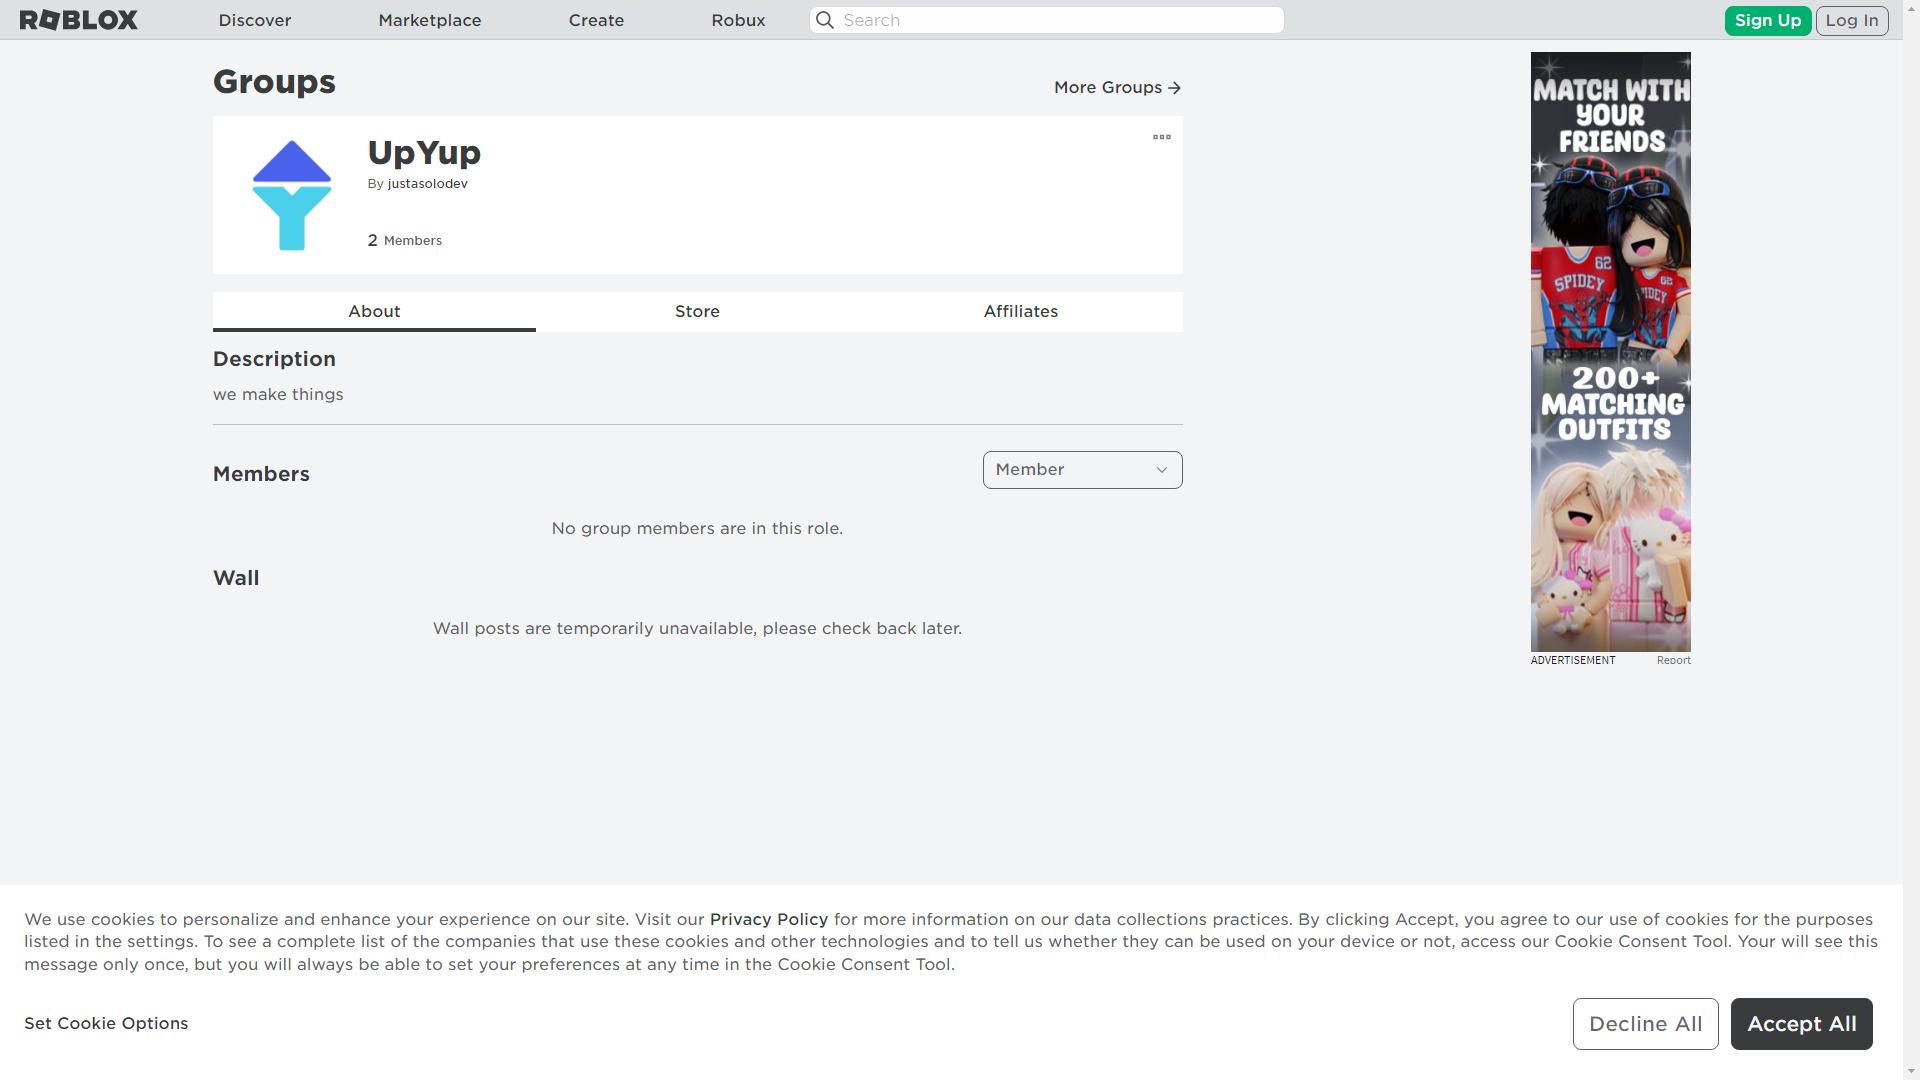 ROBLOX
Discover
Marketplace
Create
Robux
Search
Sign Up
Log In
Groups
More Groups
UpYup
By justasolodev
2 Members
About
Store
Affiliates
Description
we make things
Members
Member
No group members are in this role.
Wall
Wall posts are temporarily unavailable, please check back later.
MATCH WITH
YOUR
FRIENDS
62
SPIDEY
62
200+
MATCHING
OUTFITS
ADVERTISEMENT
Report
We use cookies to personalize and enhance your experience on our site. Visit our Privacy Policy for more information on our data collections practices. By clicking Accept, you agree to our use of cookies for the purposes
listed in the settings. To see a complete list of the companies that use these cookies and other technologies and to tell us whether they can be used on your device or not, access our Cookie Consent Tool. Your will see this
message only once, but you will always be able to set your preferences at any time in the Cookie Consent Tool.
Set Cookie Options
Decline All
Accept All